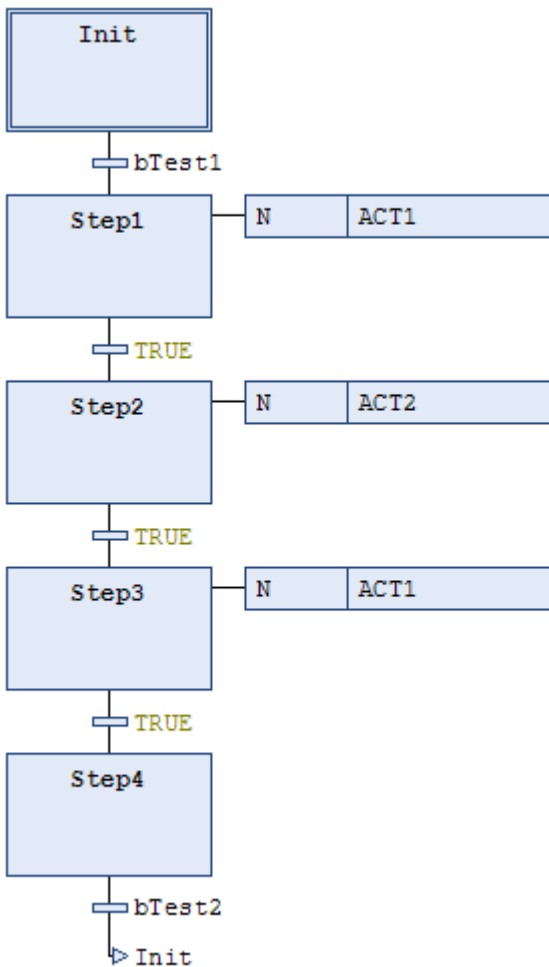 Init
bTest1
Step1 N ACT1
TRUE
Step2 N ACT2
TRUE
Step3 N ACT1
TRUE
Step4
bTest2
Init